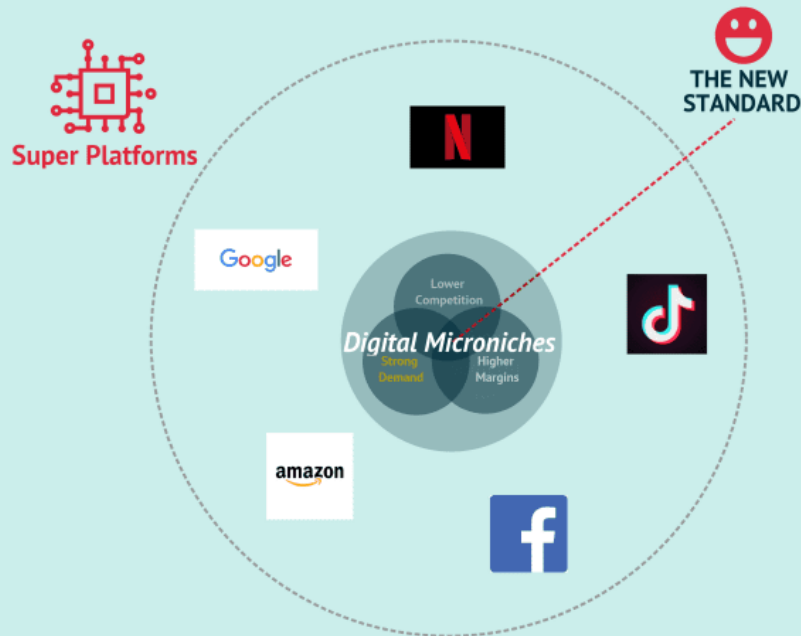 THE NEW
STANDARD
Super Platforms
N
Google
Lower
Competition
Digital Microniches
Strong
Demand
Higher
Margins
amazon
f